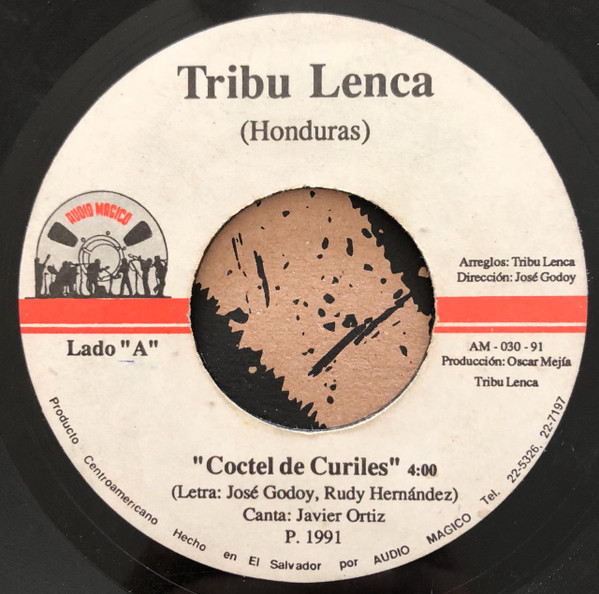 Tribu Lenca
(Honduras)
AUDIO MAGICO
Arreglos: Tribu Lenca
Dirección: José Godoy
Lado "A"
AM - 030 - 91
Producción: Oscar Mejía
Tribu Lenca
"Coctel de Curiles" 4:00
(Letra: José Godoy, Rudy Hernández)
Canta: Javier Ortiz
P. 1991
Producto Centroamericano Hecho en El Salvador por AUDIO MAGICO Tel. 22-5326, 22-7197